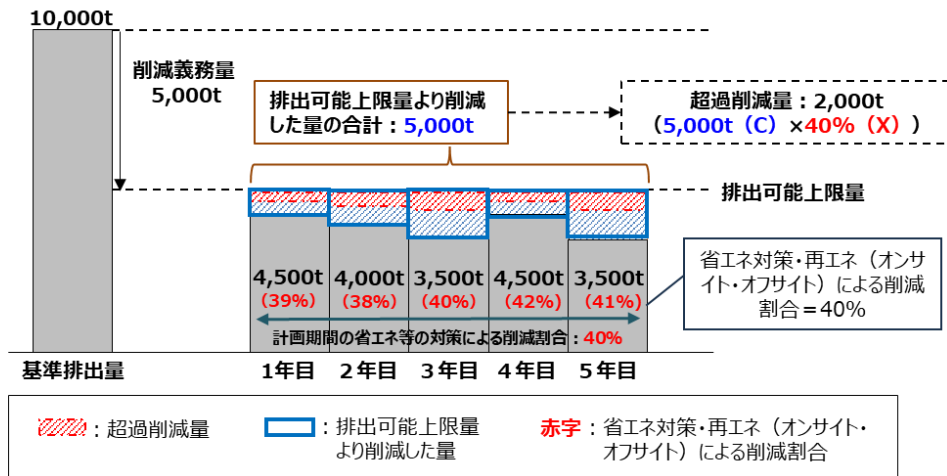 10,000t
削減義務量
5,000t
排出可能上限量より削減
した量の合計：5,000t
超過削減量：2,000t
（5,000t（C）×40%（X））
排出可能上限量
4,500t
（39%）
4,000t
（38%）
3,500t
（40%）
4,500t
（42%）
3,500t
（41%）
計画期間の省エネ等の対策による削減割合：40%
省エネ対策・再エネ（オンサ
イト・オフサイト）による削減
割合＝40%
基準排出量
1年目
２年目
３年目
４年目
５年目
：超過削減量
：排出可能上限量
より削減した量
赤字：省エネ対策・再エネ（オンサイト・
オフサイト）による削減割合